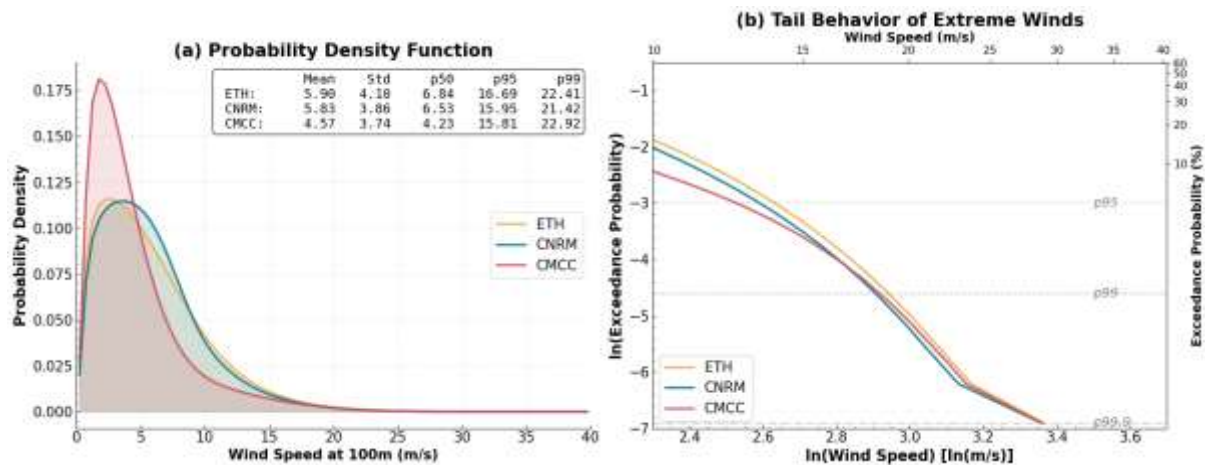 (a) Probability Density Function
Mean Std p50 p95 p99
ETH: 5.90 4.18 6.84 16.69 22.41
CNRM: 5.83 3.86 6.53 15.95 21.42
CMCC: 4.57 3.74 4.23 15.81 22.92
Probability Density
0.175
0.150
0.125
0.100
0.075
0.050
0.025
0.000
ETH
CNRM
CMCC
0 5 10 15 20 25 30 35 40
Wind Speed at 100m (m/s)
(b) Tail Behavior of Extreme Winds
Wind Speed (m/s)
10 15 20 25 30 35 40
ln(Exceedance Probability)
−1
−2
−3
−4
−5
−6
−7
60
50
40
30
20
10
Exceedance Probability (%)
p95
p99
p99.9
ETH
CNRM
CMCC
2.4 2.6 2.8 3.0 3.2 3.4 3.6
ln(Wind Speed) [ln(m/s)]